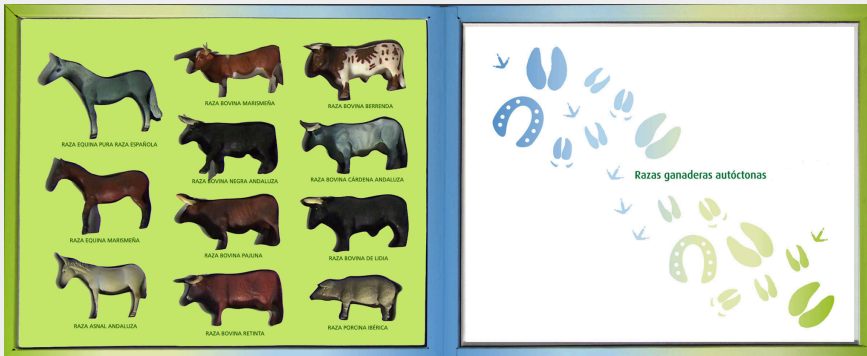 RAZA EQUINA PURA RAZA ESPAÑOLA
RAZA EQUINA MARISMEÑA
RAZA ASNAL ANDALUZA
RAZA BOVINA MARISMEÑA
RAZA BOVINA NEGRA ANDALUZA
RAZA BOVINA PAJUNA
RAZA BOVINA RETINTA
RAZA BOVINA BERRENDA
RAZA BOVINA CÁRDENA ANDALUZA
RAZA BOVINA DE LIDIA
RAZA PORCINA IBÉRICA
Razas ganaderas autóctonas